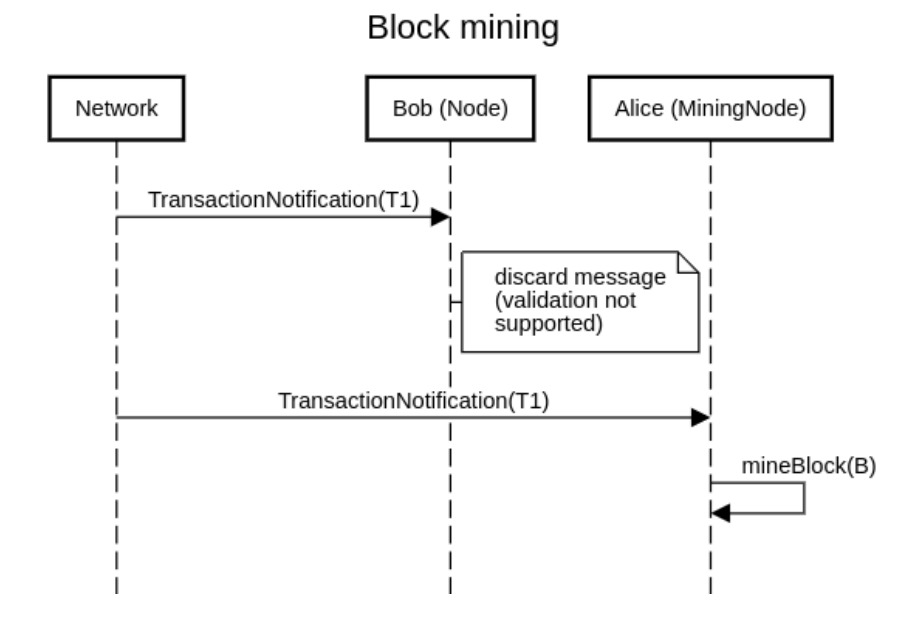 Block mining
Network
Bob (Node)
Alice (MiningNode)
TransactionNotification(T1)
discard message
(validation not
supported)
TransactionNotification(T1)
mineBlock(B)